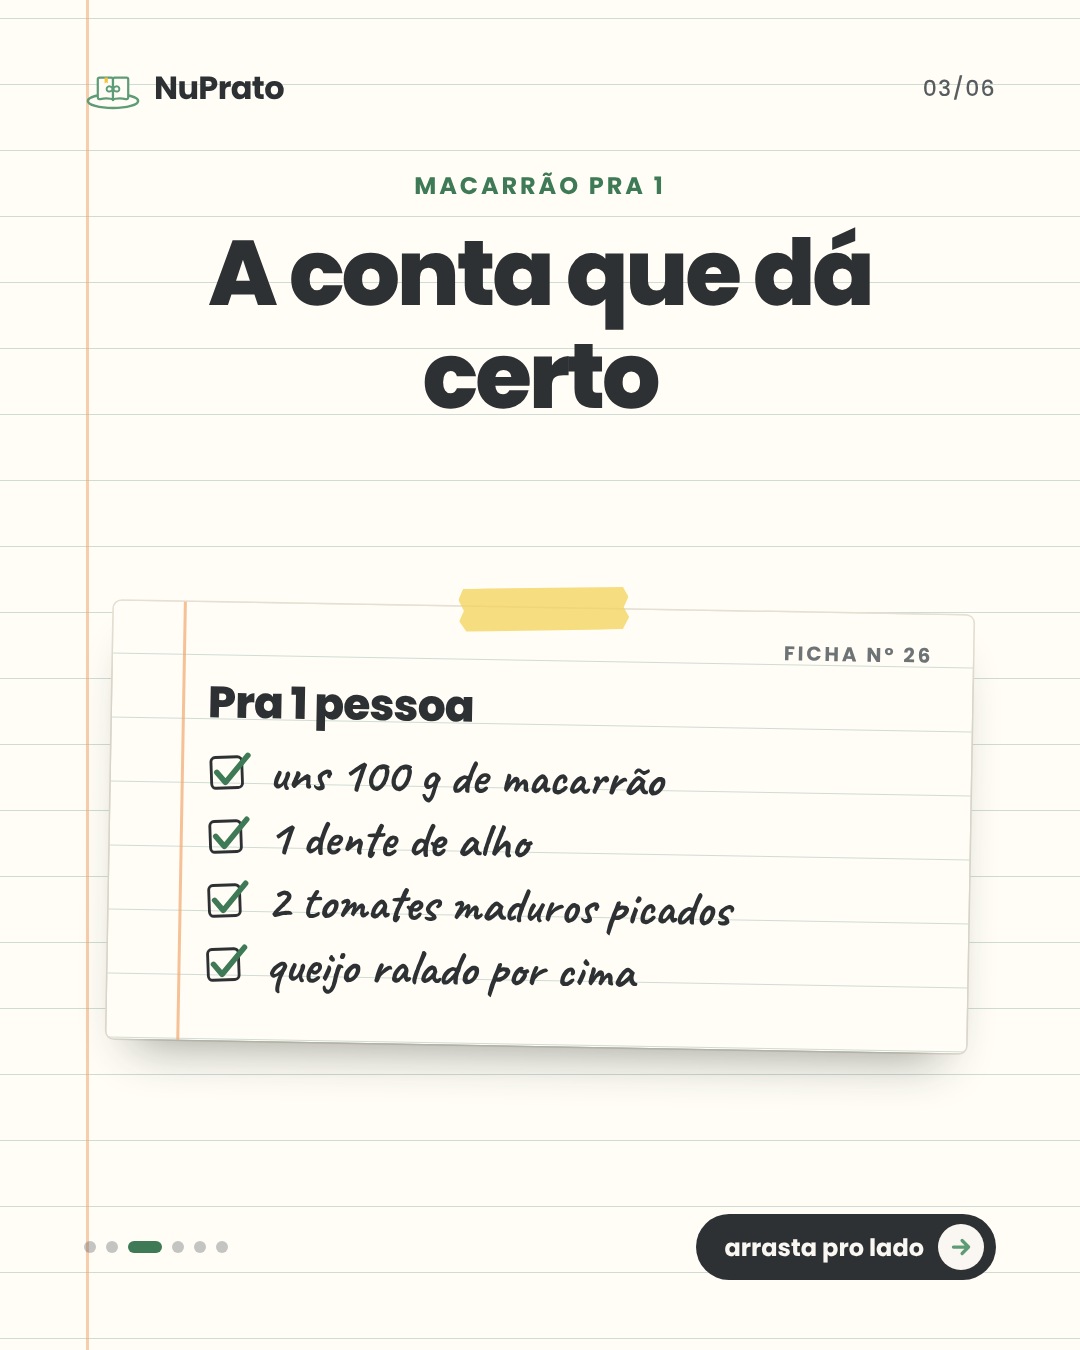 NuPrato
03/06
MACARRÃO PRA 1
A conta que dá
certo
FICHA Nº 26
Pra 1 pessoa
uns 100 g de macarrão
1 dente de alho
2 tomates maduros picados
queijo ralado por cima
arrasta pro lado